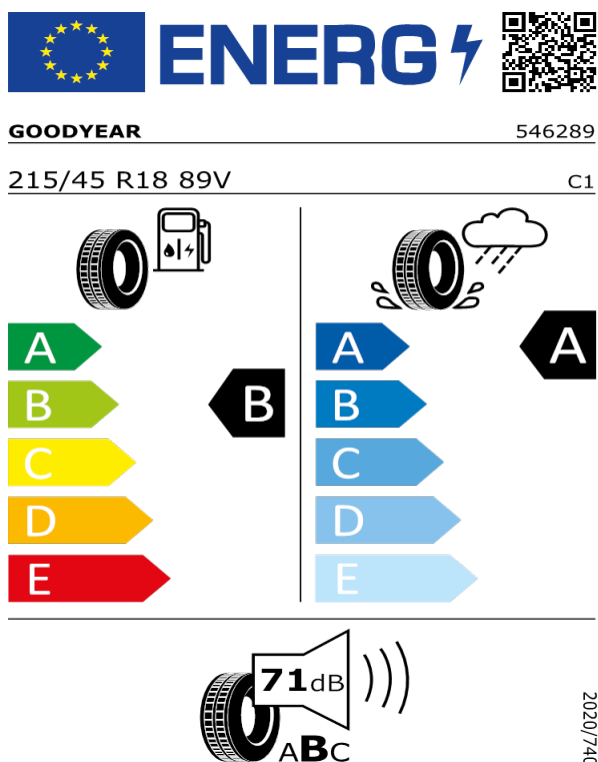 ENERG
GOODYEAR 546289
215/45 R18 89V C1
A
B
C
D
E
B
A
B
C
D
E
A
71dB
ABC
2020/740